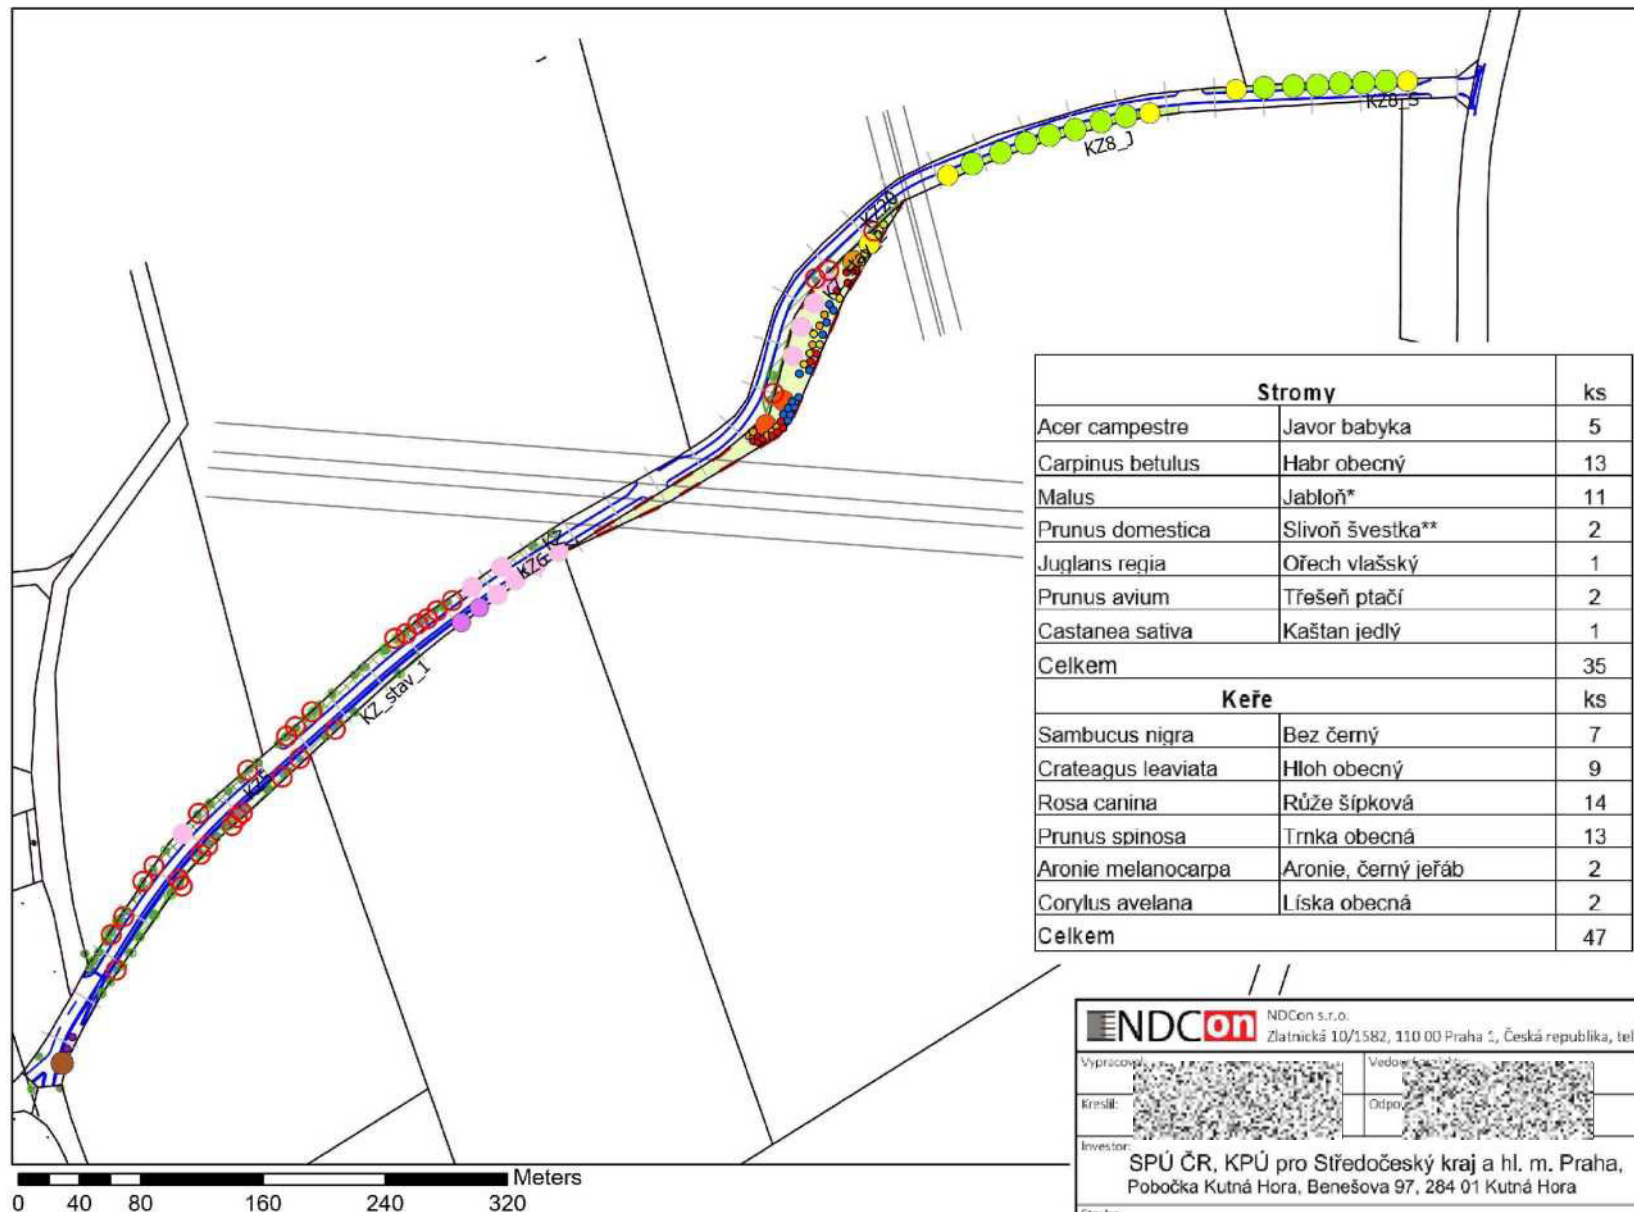 KZ8_S
KZ8_J
KZ20
KZ_stav_2
Stromy ks
Acer campestre Javor babyka 5
Carpinus betulus Habr obecný 13
Malus Jabloň* 11
Prunus domestica Slivoň švestka** 2
Juglans regia Ořech vlašský 1
Prunus avium Třešeň ptačí 2
Castanea sativa Kaštan jedlý 1
Celkem 35
Keře ks
Sambucus nigra Bez černý 7
Crateagus leaviata Hloh obecný 9
Rosa canina Růže šípková 14
Prunus spinosa Trnka obecná 13
Aronie melanocarpa Aronie, černý jeřáb 2
Corylus avelana Líska obecná 2
Celkem 47
KZ6
KZ_stav_1
NDCon
NDCon s.r.o.
Zlatnická 10/1582, 110 00 Praha 1, Česká republika, tel
Kreslil:
Investor:
SPÚ ČR, KPÚ pro Středočeský kraj a hl. m. Praha,
Pobočka Kutná Hora, Benešova 97, 284 01 Kutná Hora
Meters
0 40 80 160 240 320